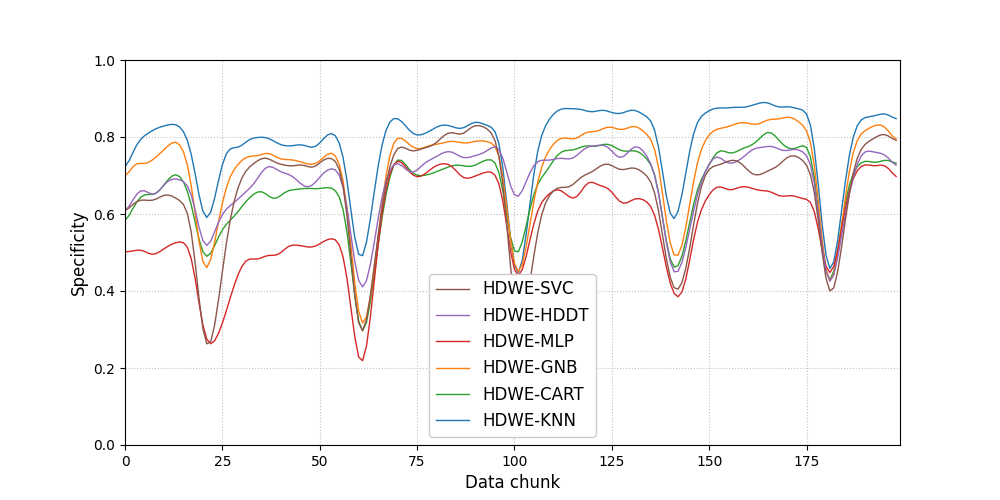 1.0
0.8
0.6
0.4
0.2
0.0
Specificity
HDWE-SVC
HDWE-HDDT
HDWE-MLP
HDWE-GNB
HDWE-CART
HDWE-KNN
0 25 50 75 100 125 150 175
Data chunk